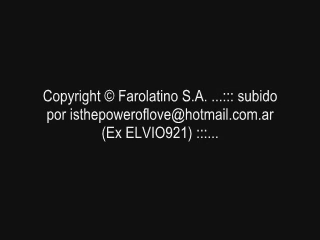 Copyright © Farolatino S.A. ...::: subido
por isthepoweroflove@hotmail.com.ar
(Ex ELVIO921) :::...